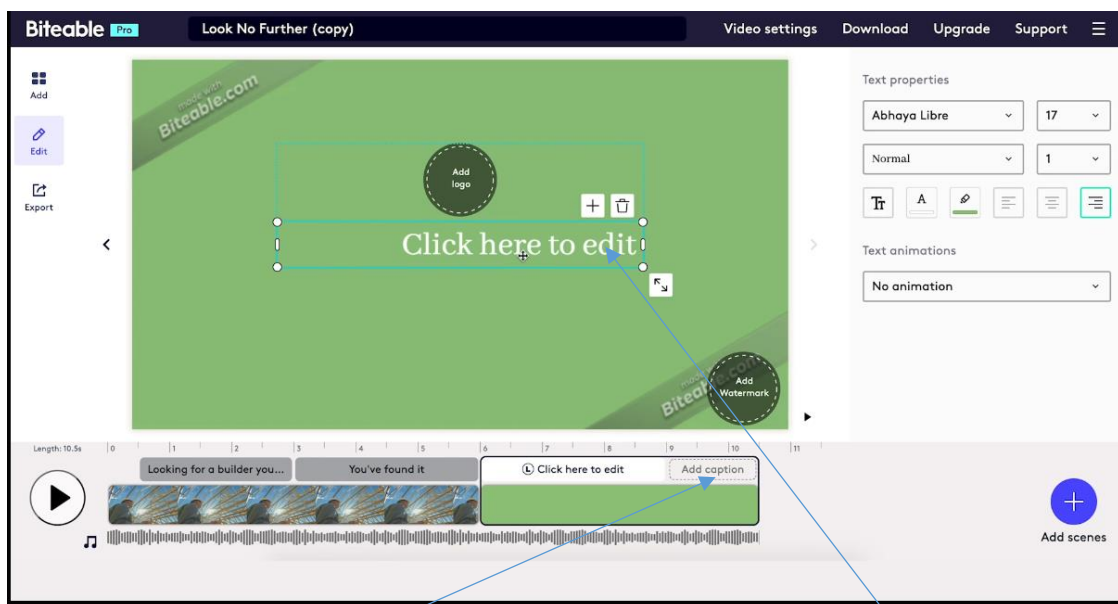 Biteable Pro Look No Further (copy) Video settings Download Upgrade Support
Add
Edit
Export
made with
Biteable.com
Add
logo
Click here to edit
made
Biteable.com
Add
Watermark
Text properties
Abhaya Libre 17
Normal 1
Tt A
Text animations
No animation
Length: 10.5s 0 1 2 3 4 5 6 7 8 9 10 11
Looking for a builder you... You've found it L Click here to edit Add caption
Add scenes